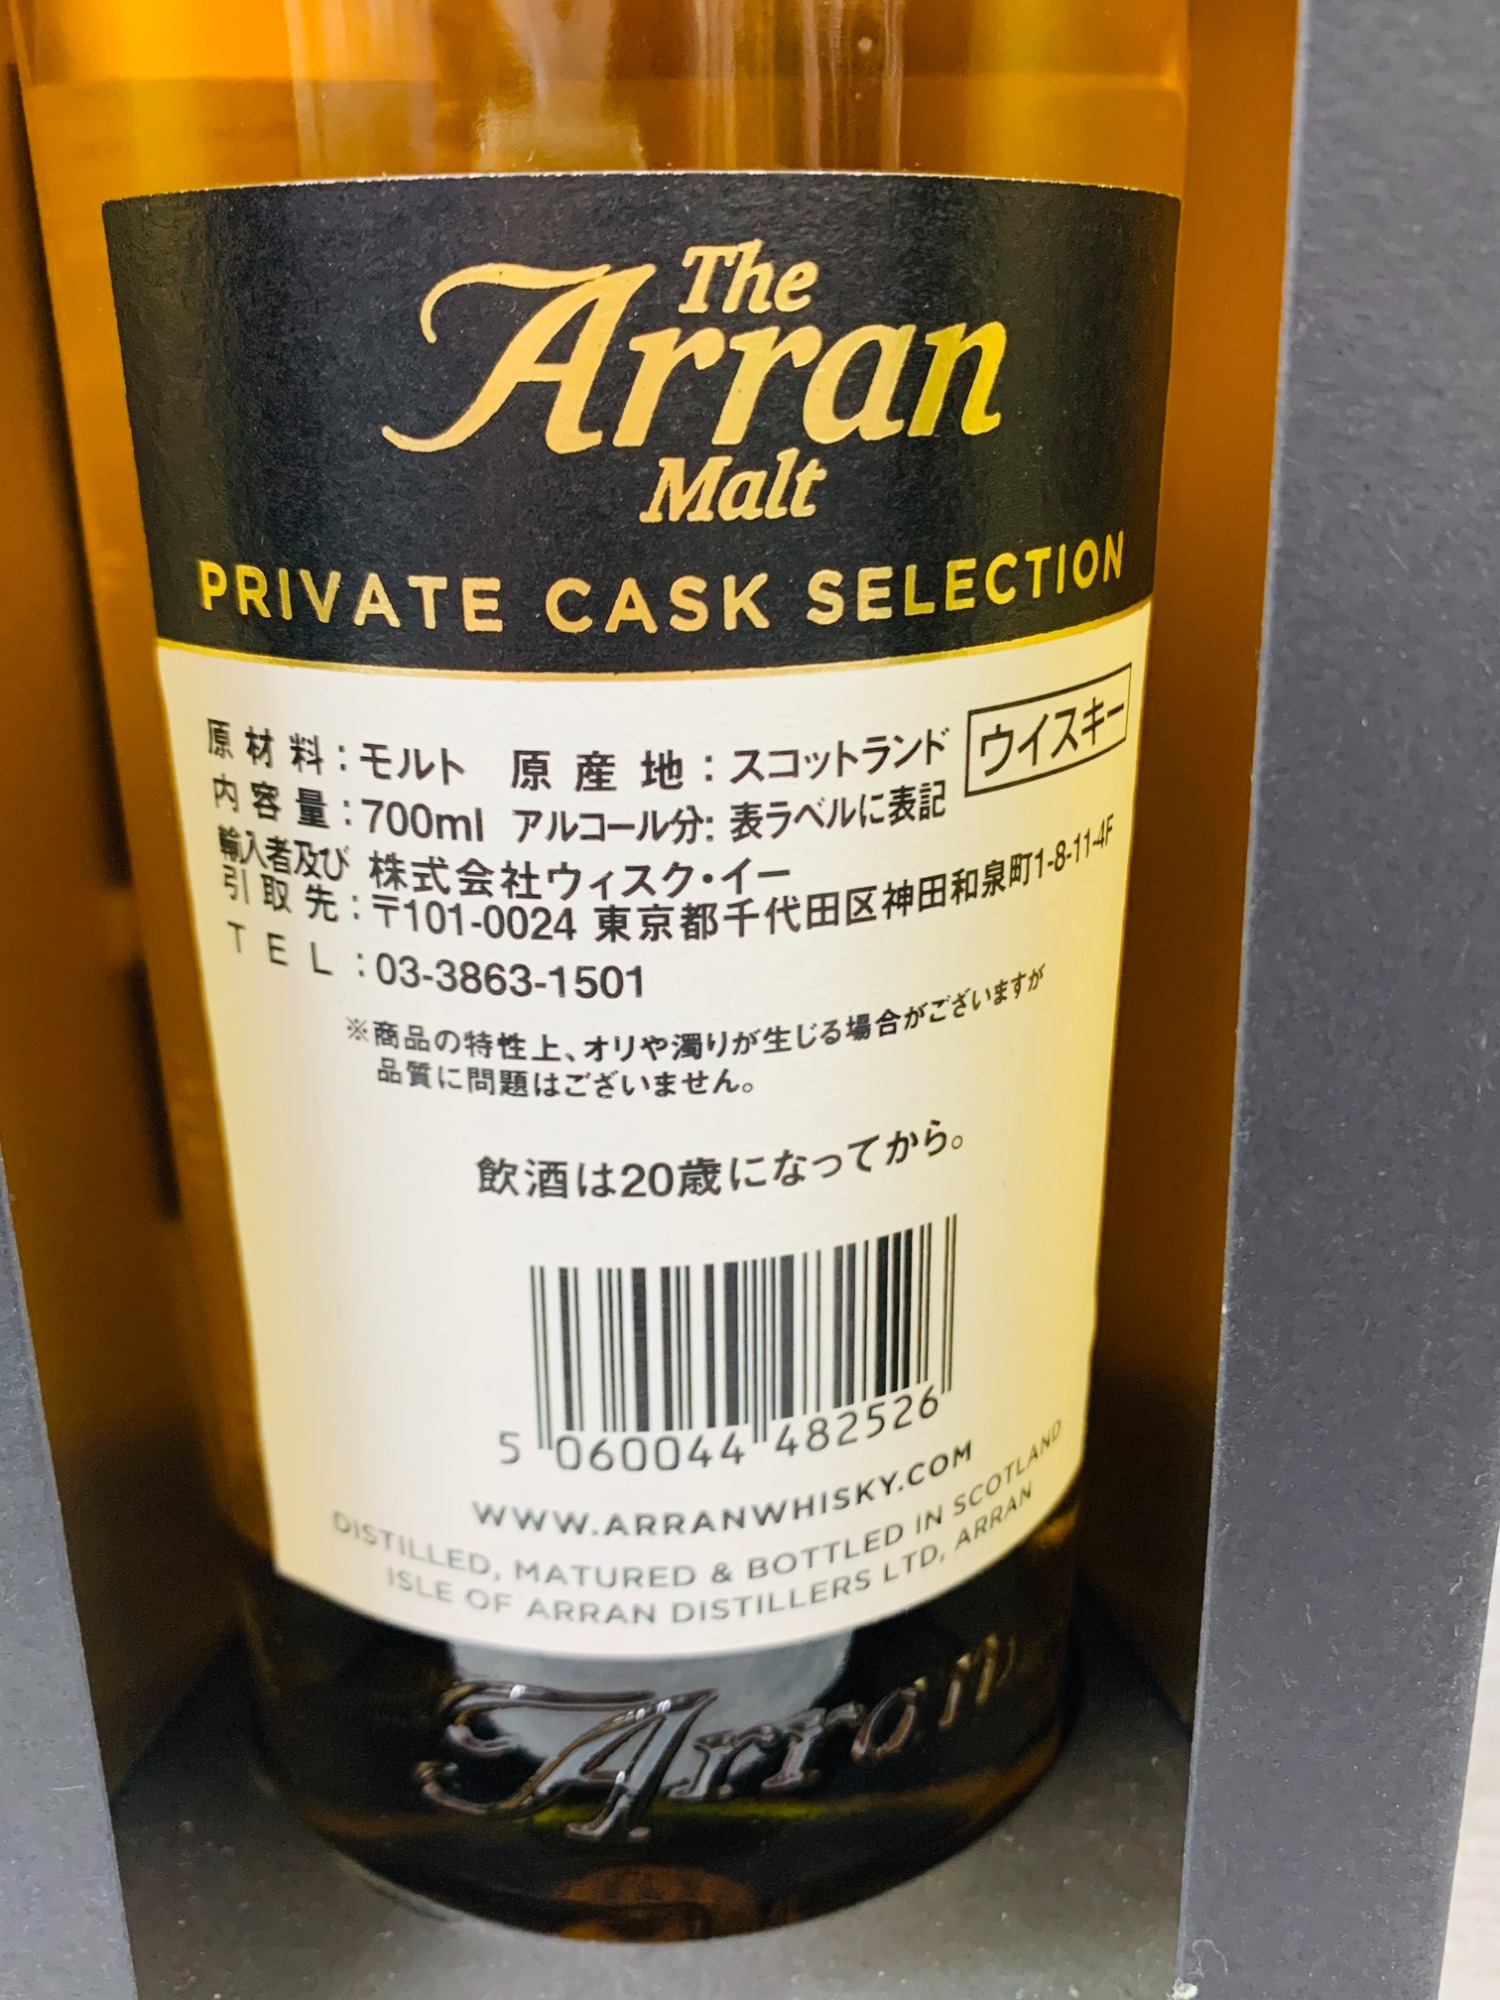 The
Arran
Malt
PRIVATE CASK SELECTION
原材料：モルト 原産地：スコットランド ウイスキー
内容量：700ml アルコール分：表ラベルに表記
輸入者及び 株式会社ウィスク・イー
引取先：〒101-0024 東京都千代田区神田和泉町1-8-11-4F
TEL：03-3863-1501
※商品の特性上、オリや濁りが生じる場合がございますが
品質に問題はございません。
飲酒は20歳になってから。
5 060044 482526
WWW.ARRANWHISKY.COM
DISTILLED, MATURED & BOTTLED IN SCOTLAND
ISLE OF ARRAN DISTILLERS LTD, ARRAN
Arran